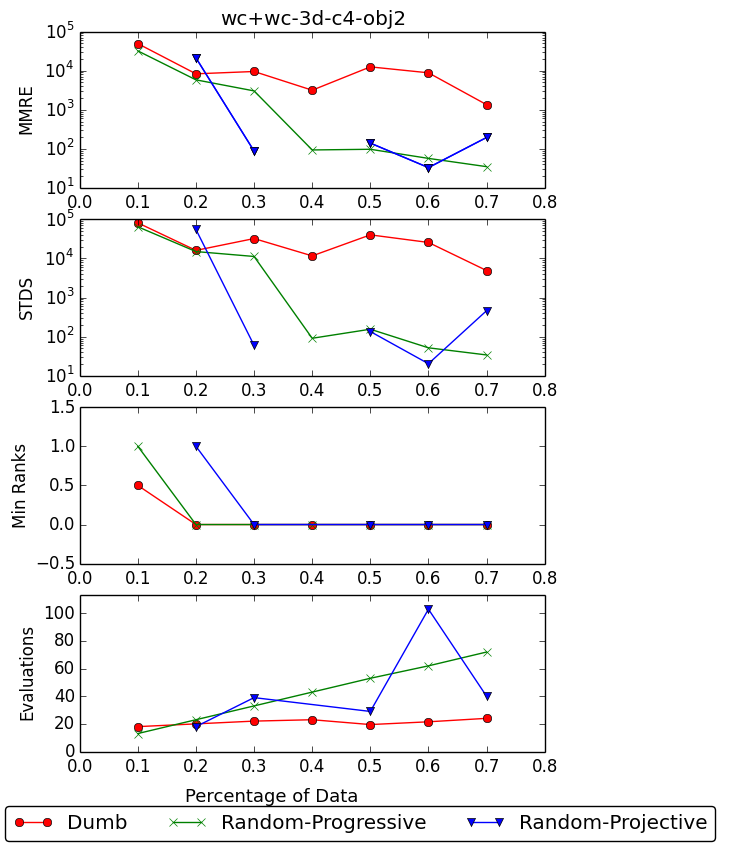 wc+wc-3d-c4-obj2
10^5
10^4
10^3
10^2
10^1
MMRE
0.0 0.1 0.2 0.3 0.4 0.5 0.6 0.7 0.8
10^5
10^4
10^3
10^2
10^1
STDS
0.0 0.1 0.2 0.3 0.4 0.5 0.6 0.7 0.8
1.5
1.0
0.5
0.0
−0.5
Min Ranks
0.0 0.1 0.2 0.3 0.4 0.5 0.6 0.7 0.8
100
80
60
40
20
0
Evaluations
0.0 0.1 0.2 0.3 0.4 0.5 0.6 0.7 0.8
Percentage of Data
Dumb Random-Progressive Random-Projective